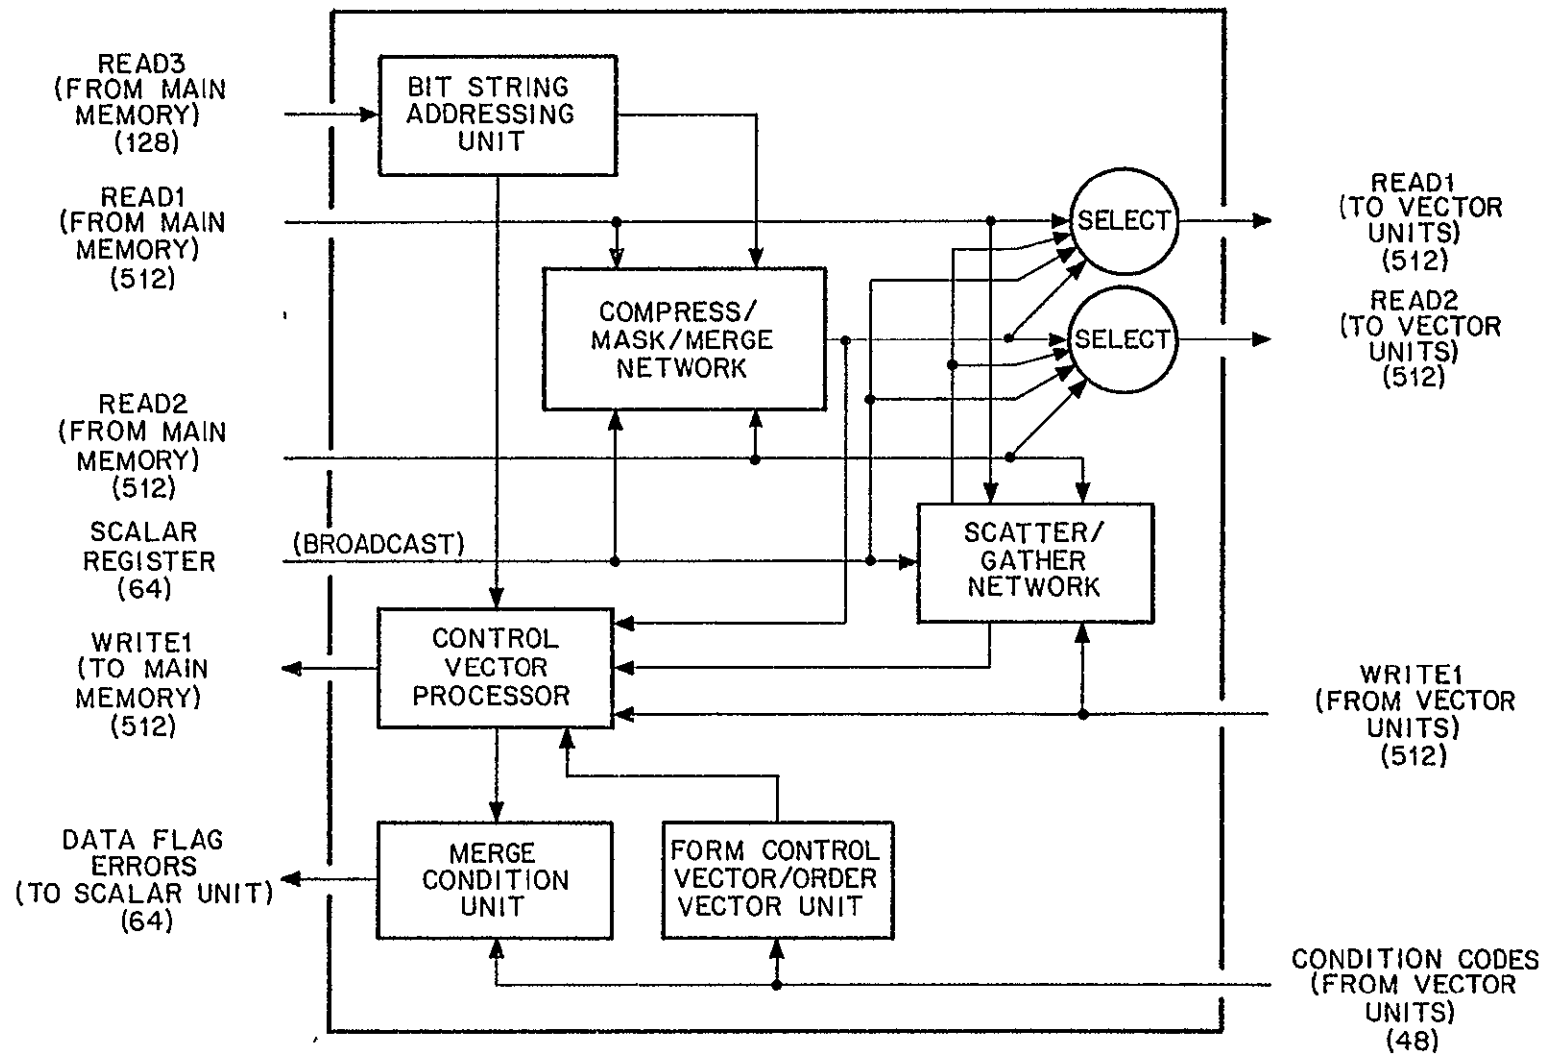 READ3
(FROM MAIN
MEMORY)
(128)
BIT STRING
ADDRESSING
UNIT
READ1
(FROM MAIN
MEMORY)
(512)
SELECT
READ1
(TO VECTOR
UNITS)
(512)
COMPRESS/
MASK/MERGE
NETWORK
SELECT
READ2
(TO VECTOR
UNITS)
(512)
READ2
(FROM MAIN
MEMORY)
(512)
SCALAR
REGISTER
(64)
(BROADCAST)
SCATTER/
GATHER
NETWORK
WRITE1
(TO MAIN
MEMORY)
(512)
CONTROL
VECTOR
PROCESSOR
WRITE1
(FROM VECTOR
UNITS)
(512)
DATA FLAG
ERRORS
(TO SCALAR UNIT)
(64)
MERGE
CONDITION
UNIT
FORM CONTROL
VECTOR/ORDER
VECTOR UNIT
CONDITION CODES
(FROM VECTOR
UNITS)
(48)